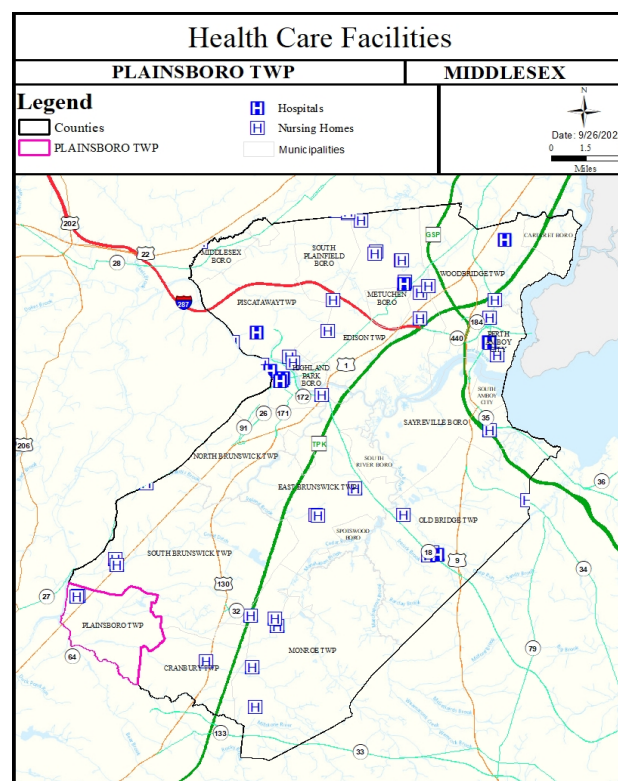 Health Care Facilities
PLAINSBORO TWP
MIDDLESEX
Legend
Counties
PLAINSBORO TWP
Hospitals
Nursing Homes
Municipalities
N
Date: 9/26/202
0 1.5
Miles
202
22
28
MIDDLESEX
BORO
SOUTH
PLAINFIELD
BORO
GSP
CARTERET BORO
WOODBRIDGE TWP
METUCHEN
BORO
PISCATAWAY TWP
287
EDISON TWP
184
440
PERTH
AMBOY
CITY
1
HIGHLAND
PARK
BORO
172
SOUTH
AMBOY
CITY
26
171
35
91
SAYREVILLE BORO
TPK
206
NORTH BRUNSWICK TWP
SOUTH
RIVER BORO
36
EAST BRUNSWICK TWP
OLD BRIDGE TWP
SPOTSWOOD
BORO
SOUTH BRUNSWICK TWP
18
9
34
130
27
32
PLAINSBORO TWP
64
MONROE TWP
79
CRANBURY TWP
133
33